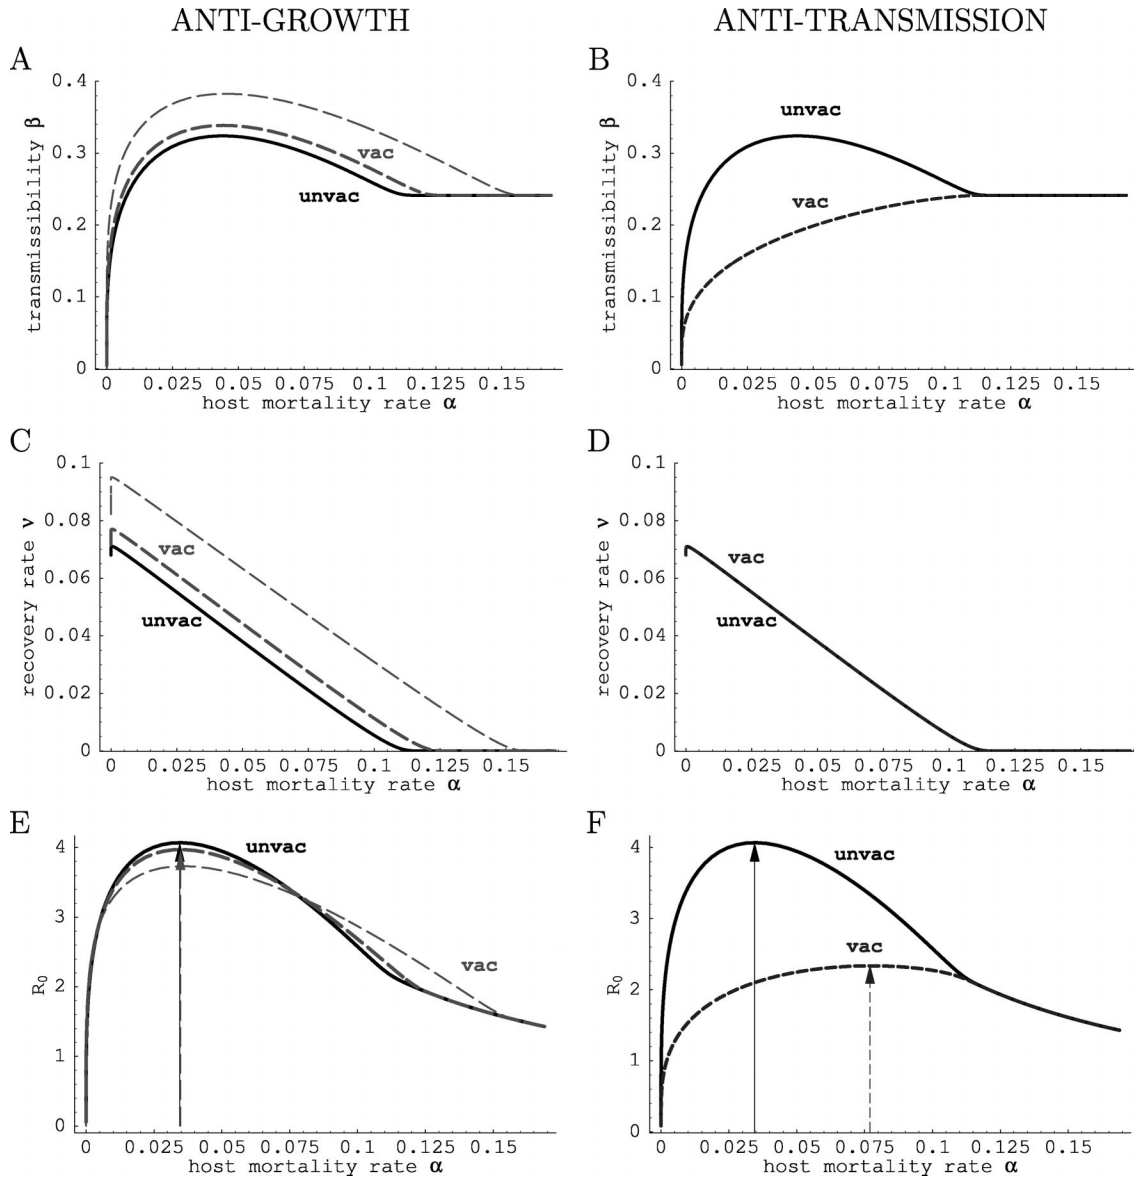 ANTI-GROWTH
ANTI-TRANSMISSION
A
0.4
0.3
0.2
0.1
0
transmissibility β
vac
unvac
0 0.025 0.05 0.075 0.1 0.125 0.15
host mortality rate α
B
0.4
0.3
0.2
0.1
0
transmissibility β
unvac
vac
0 0.025 0.05 0.075 0.1 0.125 0.15
host mortality rate α
C
0.1
0.08
0.06
0.04
0.02
0
recovery rate ν
vac
unvac
0 0.025 0.05 0.075 0.1 0.125 0.15
host mortality rate α
D
0.1
0.08
0.06
0.04
0.02
0
recovery rate ν
vac
unvac
0 0.025 0.05 0.075 0.1 0.125 0.15
host mortality rate α
E
4
3
2
1
0
R₀
unvac
vac
0 0.025 0.05 0.075 0.1 0.125 0.15
host mortality rate α
F
4
3
2
1
0
R₀
unvac
vac
0 0.025 0.05 0.075 0.1 0.125 0.15
host mortality rate α